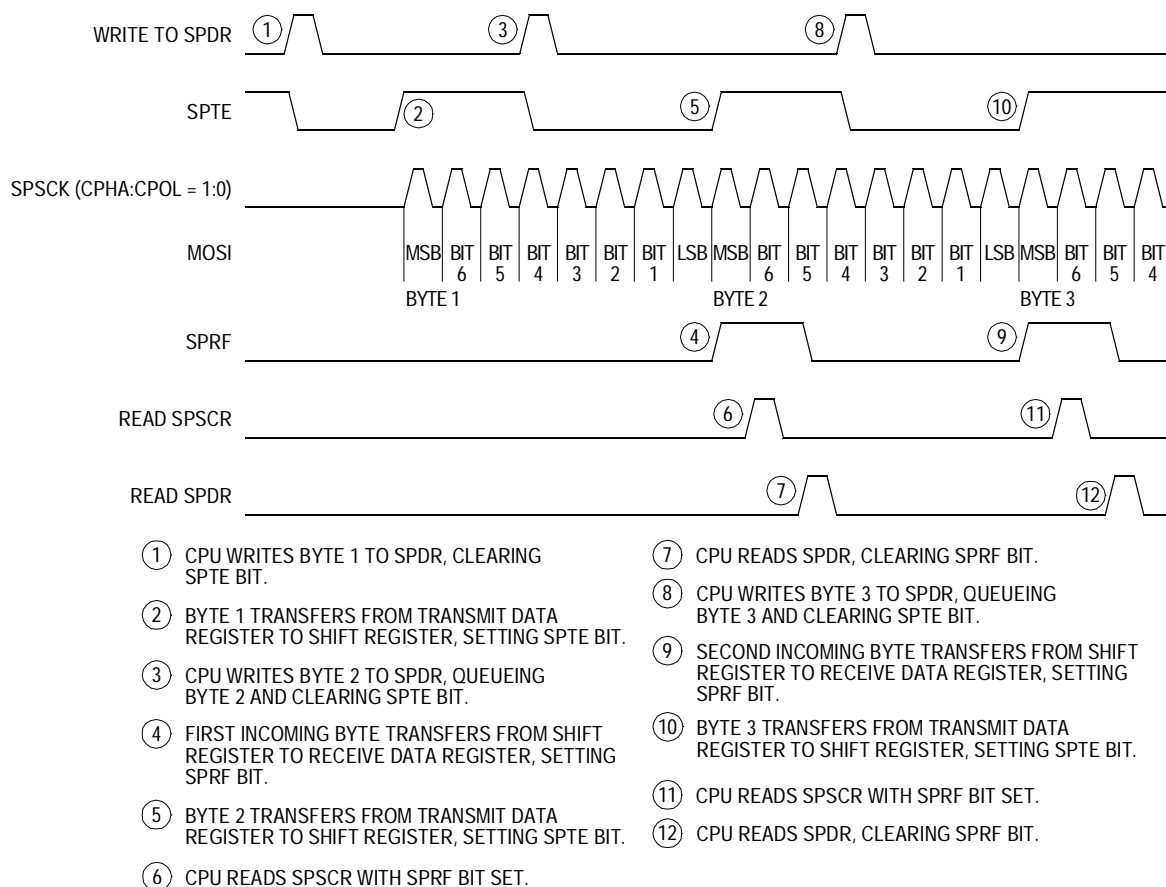 WRITE TO SPDR
1
3
8
SPTE
2
5
10
SPSCK (CPHA:CPOL = 1:0)
MOSI
MSB BIT 6 BIT 5 BIT 4 BIT 3 BIT 2 BIT 1 LSB MSB BIT 6 BIT 5 BIT 4 BIT 3 BIT 2 BIT 1 LSB MSB BIT 6 BIT 5 BIT 4
BYTE 1
BYTE 2
BYTE 3
SPRF
4
9
READ SPSCR
6
11
READ SPDR
7
12
1 CPU WRITES BYTE 1 TO SPDR, CLEARING
SPTE BIT.
2 BYTE 1 TRANSFERS FROM TRANSMIT DATA
REGISTER TO SHIFT REGISTER, SETTING SPTE BIT.
3 CPU WRITES BYTE 2 TO SPDR, QUEUEING
BYTE 2 AND CLEARING SPTE BIT.
4 FIRST INCOMING BYTE TRANSFERS FROM SHIFT
REGISTER TO RECEIVE DATA REGISTER, SETTING
SPRF BIT.
5 BYTE 2 TRANSFERS FROM TRANSMIT DATA
REGISTER TO SHIFT REGISTER, SETTING SPTE BIT.
6 CPU READS SPSCR WITH SPRF BIT SET.
7 CPU READS SPDR, CLEARING SPRF BIT.
8 CPU WRITES BYTE 3 TO SPDR, QUEUEING
BYTE 3 AND CLEARING SPTE BIT.
9 SECOND INCOMING BYTE TRANSFERS FROM SHIFT
REGISTER TO RECEIVE DATA REGISTER, SETTING
SPRF BIT.
10 BYTE 3 TRANSFERS FROM TRANSMIT DATA
REGISTER TO SHIFT REGISTER, SETTING SPTE BIT.
11 CPU READS SPSCR WITH SPRF BIT SET.
12 CPU READS SPDR, CLEARING SPRF BIT.